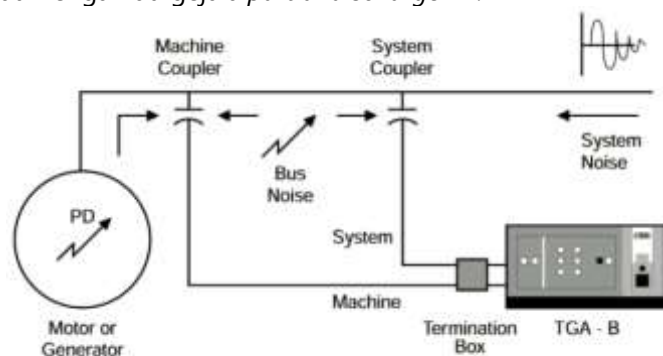 Machine
Coupler
System
Coupler
System
Noise
Bus
Noise
PD
System
Machine
Motor or
Generator
Termination
Box
TGA - B